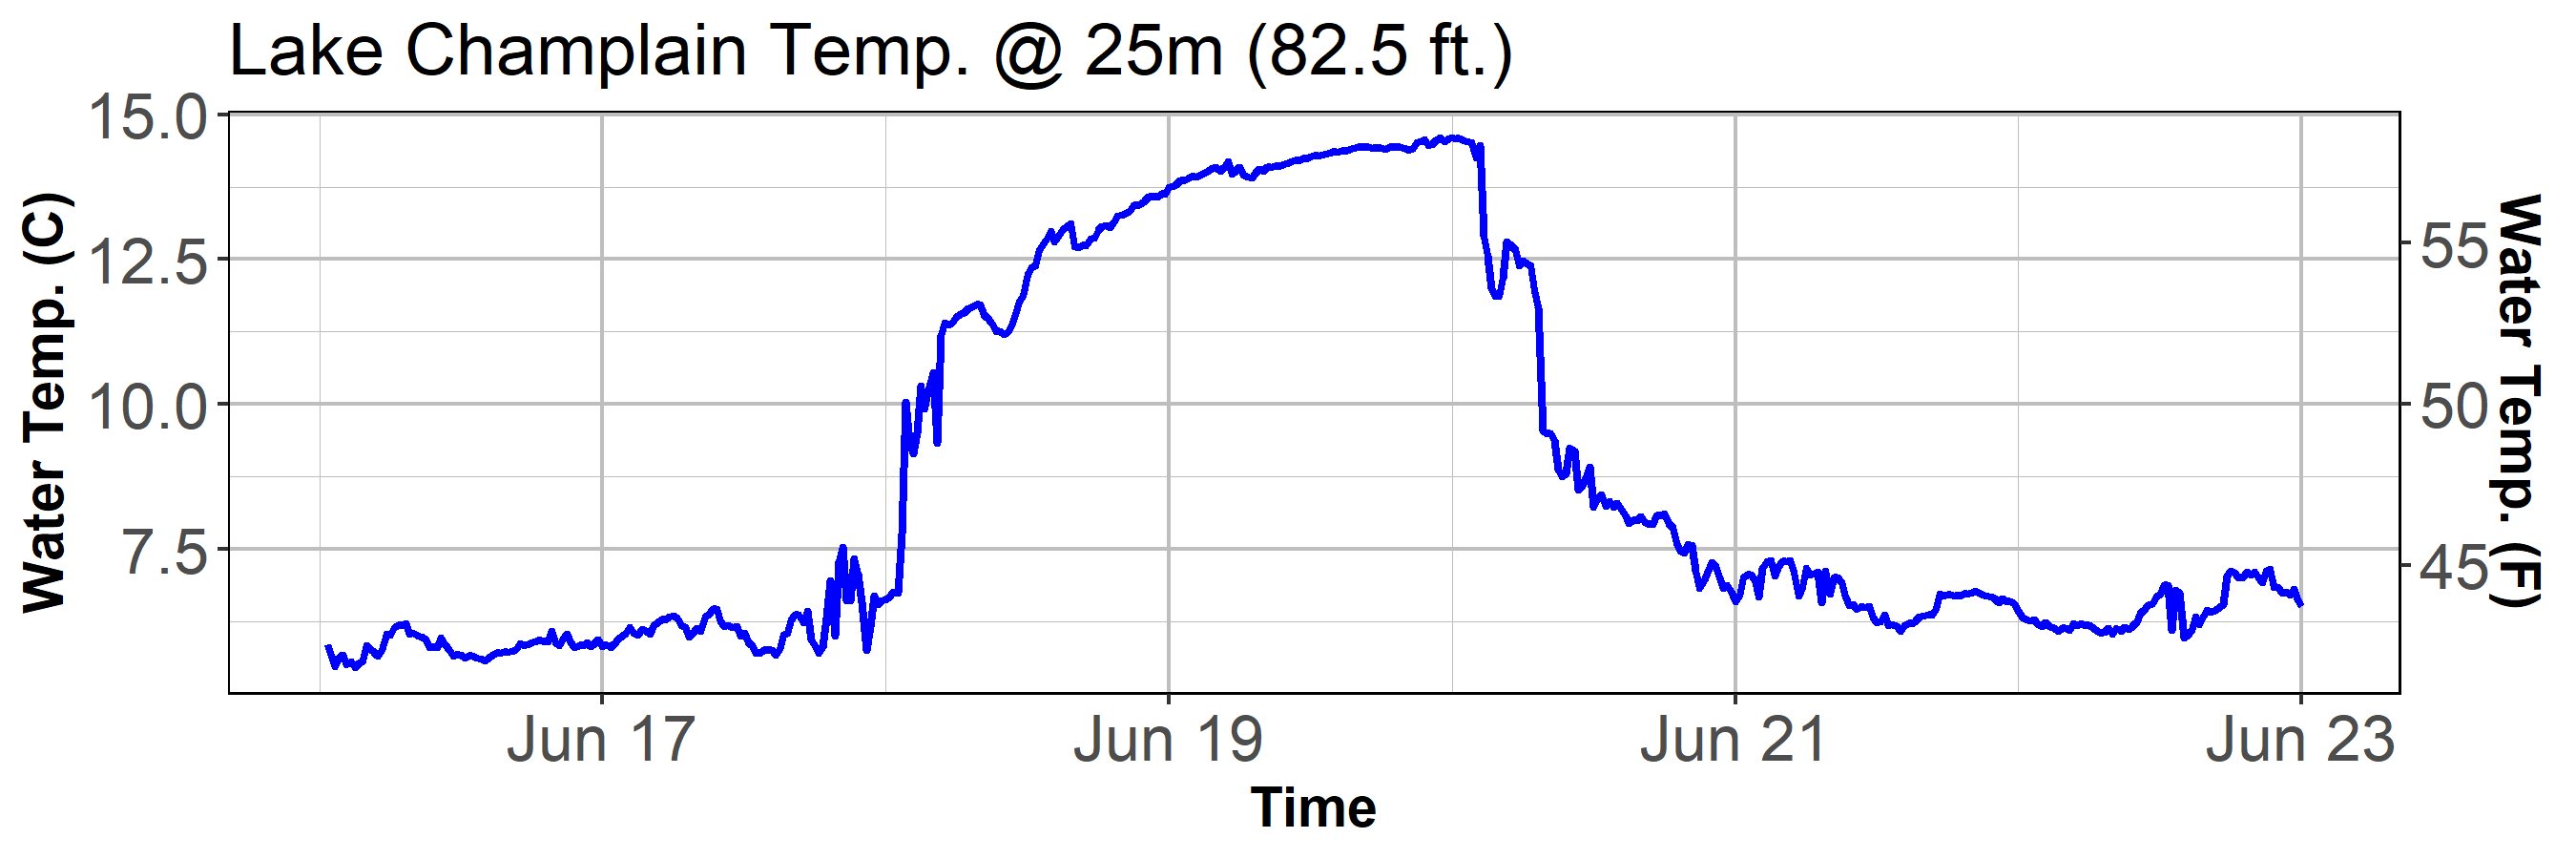 Lake Champlain Temp. @ 25m (82.5 ft.)
Water Temp. (C)
15.0
12.5
10.0
7.5
55
50
45
Water Temp. (F)
Jun 17 Jun 19 Jun 21 Jun 23
Time